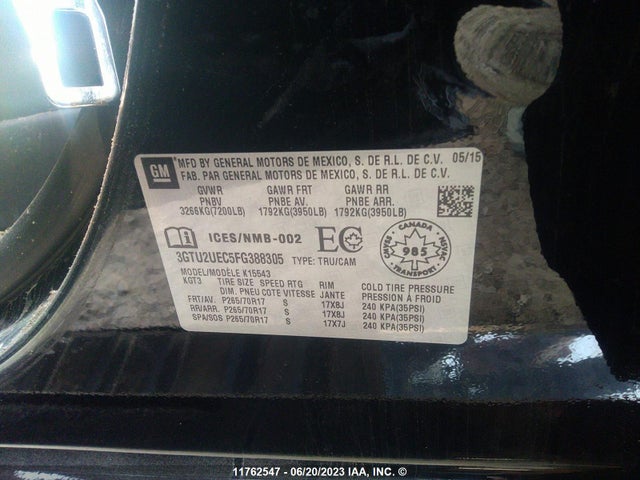 GM
MFD BY GENERAL MOTORS DE MEXICO, S. DE R.L. DE C.V. 05/15
FAB. PAR GENERAL MOTORS DE MEXICO, S. DE R.L. DE C.V.
GVWR GAWR FRT GAWR RR
PNBV PNBE AV. PNBE ARR.
3266KG(7200LB) 1792KG(3950LB) 1792KG(3950LB)
ICES/NMB-002 EC
CANADA
985
TRANSPORT
3GTU2UEC5FG388305 TYPE: TRU/CAM
MODEL/MODÈLE K15543
KGT3 TIRE SIZE SPEED RTG RIM COLD TIRE PRESSURE
DIM. PNEU COTE VITESSE JANTE PRESSION À FROID
FRT/AV. P265/70R17 S 17X8J 240 KPA(35PSI)
RR/ARR. P265/70R17 S 17X8J 240 KPA(35PSI)
SPA/SOS P265/70R17 S 17X7J 240 KPA(35PSI)
11762547 - 06/20/2023 IAA, INC. ©